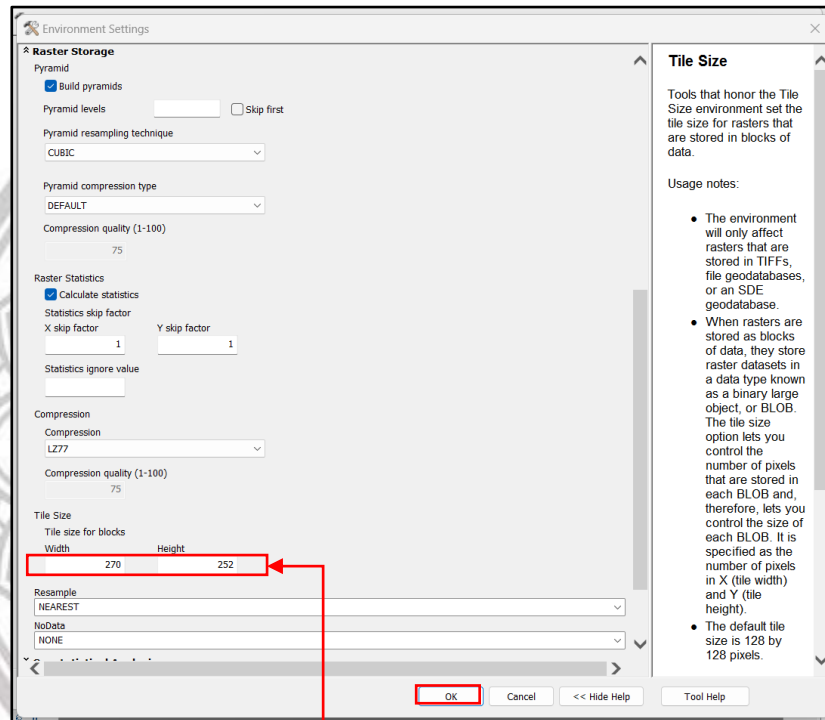 Environment Settings
Raster Storage
Pyramid
Build pyramids
Pyramid levels
Skip first
Pyramid resampling technique
CUBIC
Pyramid compression type
DEFAULT
Compression quality (1-100)
75
Raster Statistics
Calculate statistics
Statistics skip factor
X skip factor Y skip factor
1 1
Statistics ignore value
Compression
Compression
LZ77
Compression quality (1-100)
75
Tile Size
Tile size for blocks
Width Height
270 252
Resample
NEAREST
NoData
NONE
OK Cancel << Hide Help Tool Help
Tile Size
Tools that honor the Tile
Size environment set the
tile size for rasters that
are stored in blocks of
data.
Usage notes:
• The environment
will only affect
rasters that are
stored in TIFFs,
file geodatabases,
or an SDE
geodatabase.
• When rasters are
stored as blocks
of data, they store
raster datasets in
a data type known
as a binary large
object, or BLOB.
The tile size
option lets you
control the
number of pixels
that are stored in
each BLOB and,
therefore, lets you
control the size of
each BLOB. It is
specified as the
number of pixels
in X (tile width)
and Y (tile
height).
• The default tile
size is 128 by
128 pixels.